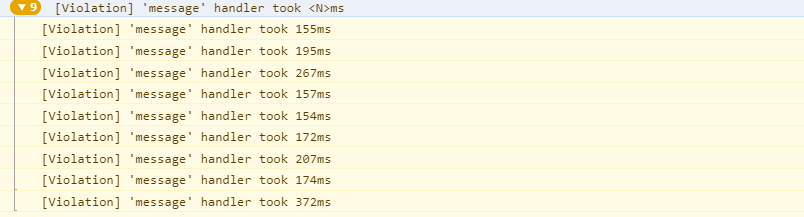 ▼ 9 [Violation] 'message' handler took <N>ms
[Violation] 'message' handler took 155ms
[Violation] 'message' handler took 195ms
[Violation] 'message' handler took 267ms
[Violation] 'message' handler took 157ms
[Violation] 'message' handler took 154ms
[Violation] 'message' handler took 172ms
[Violation] 'message' handler took 207ms
[Violation] 'message' handler took 174ms
[Violation] 'message' handler took 372ms